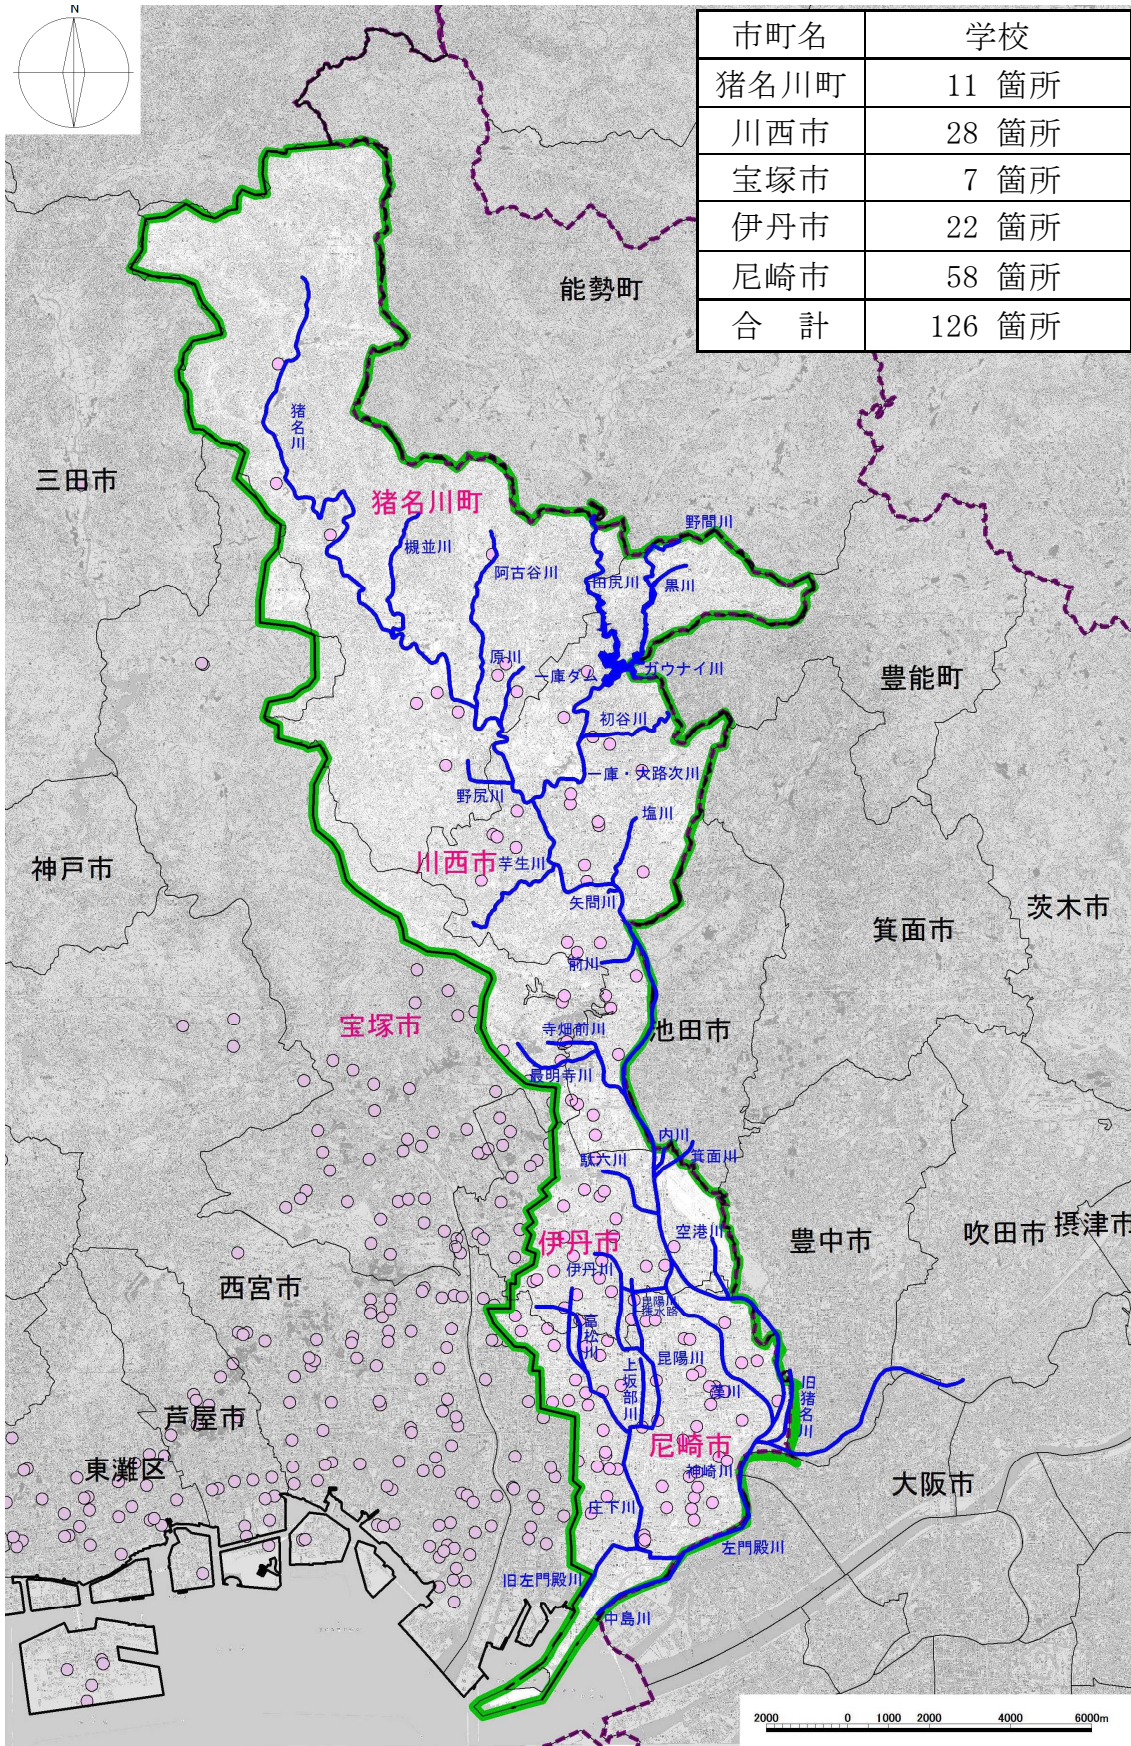 N
市町名 学校
猪名川町 11 箇所
川西市 28 箇所
宝塚市 7 箇所
伊丹市 22 箇所
尼崎市 58 箇所
合 計 126 箇所
能勢町
猪名川
三田市
猪名川町
野間川
槻並川
阿古谷川
田尻川
黒川
原川
一庫ダム
ガウナイ川
豊能町
初谷川
一庫・大路次川
野尻川
塩川
神戸市
川西市
芋生川
矢問川
茨木市
箕面市
前川
宝塚市
寺畑前川
池田市
最明寺川
内川
駄六川
箕面川
伊丹市
空港川
豊中市
吹田市
摂津市
伊丹川
西宮市
昆陽川
捷水路
高松川
昆陽川
上坂部川
藻川
旧猪名川
芦屋市
尼崎市
東灘区
神崎川
大阪市
庄下川
左門殿川
旧左門殿川
中島川
2000 0 1000 2000 4000 6000m